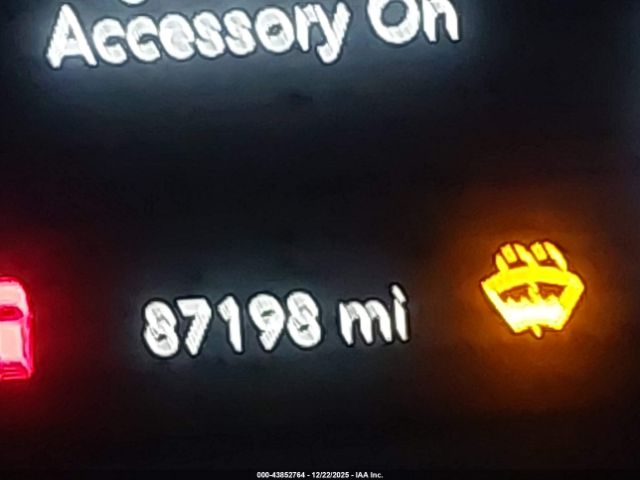 Accessory On
87198 mi
000-43852764 - 12/22/2025 - IAA Inc.